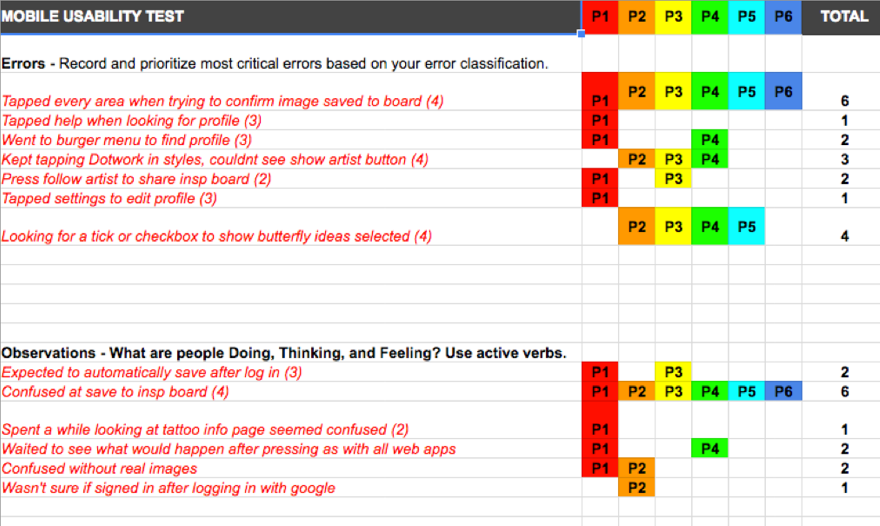 MOBILE USABILITY TEST P1 P2 P3 P4 P5 P6 TOTAL
Errors - Record and prioritize most critical errors based on your error classification.
Tapped every area when trying to confirm image saved to board (4) P1 P2 P3 P4 P5 P6 6
Tapped help when looking for profile (3) P1 1
Went to burger menu to find profile (3) P1 P4 2
Kept tapping Dotwork in styles, couldnt see show artist button (4) P2 P3 P4 3
Press follow artist to share insp board (2) P1 P3 2
Tapped settings to edit profile (3) P1 1
Looking for a tick or checkbox to show butterfly ideas selected (4) P2 P3 P4 P5 4
Observations - What are people Doing, Thinking, and Feeling? Use active verbs.
Expected to automatically save after log in (3) P1 P3 2
Confused at save to insp board (4) P1 P2 P3 P4 P5 P6 6
Spent a while looking at tattoo info page seemed confused (2) P1 1
Waited to see what would happen after pressing as with all web apps P1 P4 2
Confused without real images P1 P2 2
Wasn't sure if signed in after logging in with google P2 1